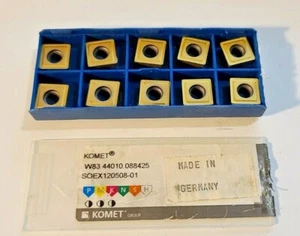 KOMET®
W83 44010.088425
SOEX120508-01
MADE IN
GERMANY
P M K N S H
KOMET GROUP